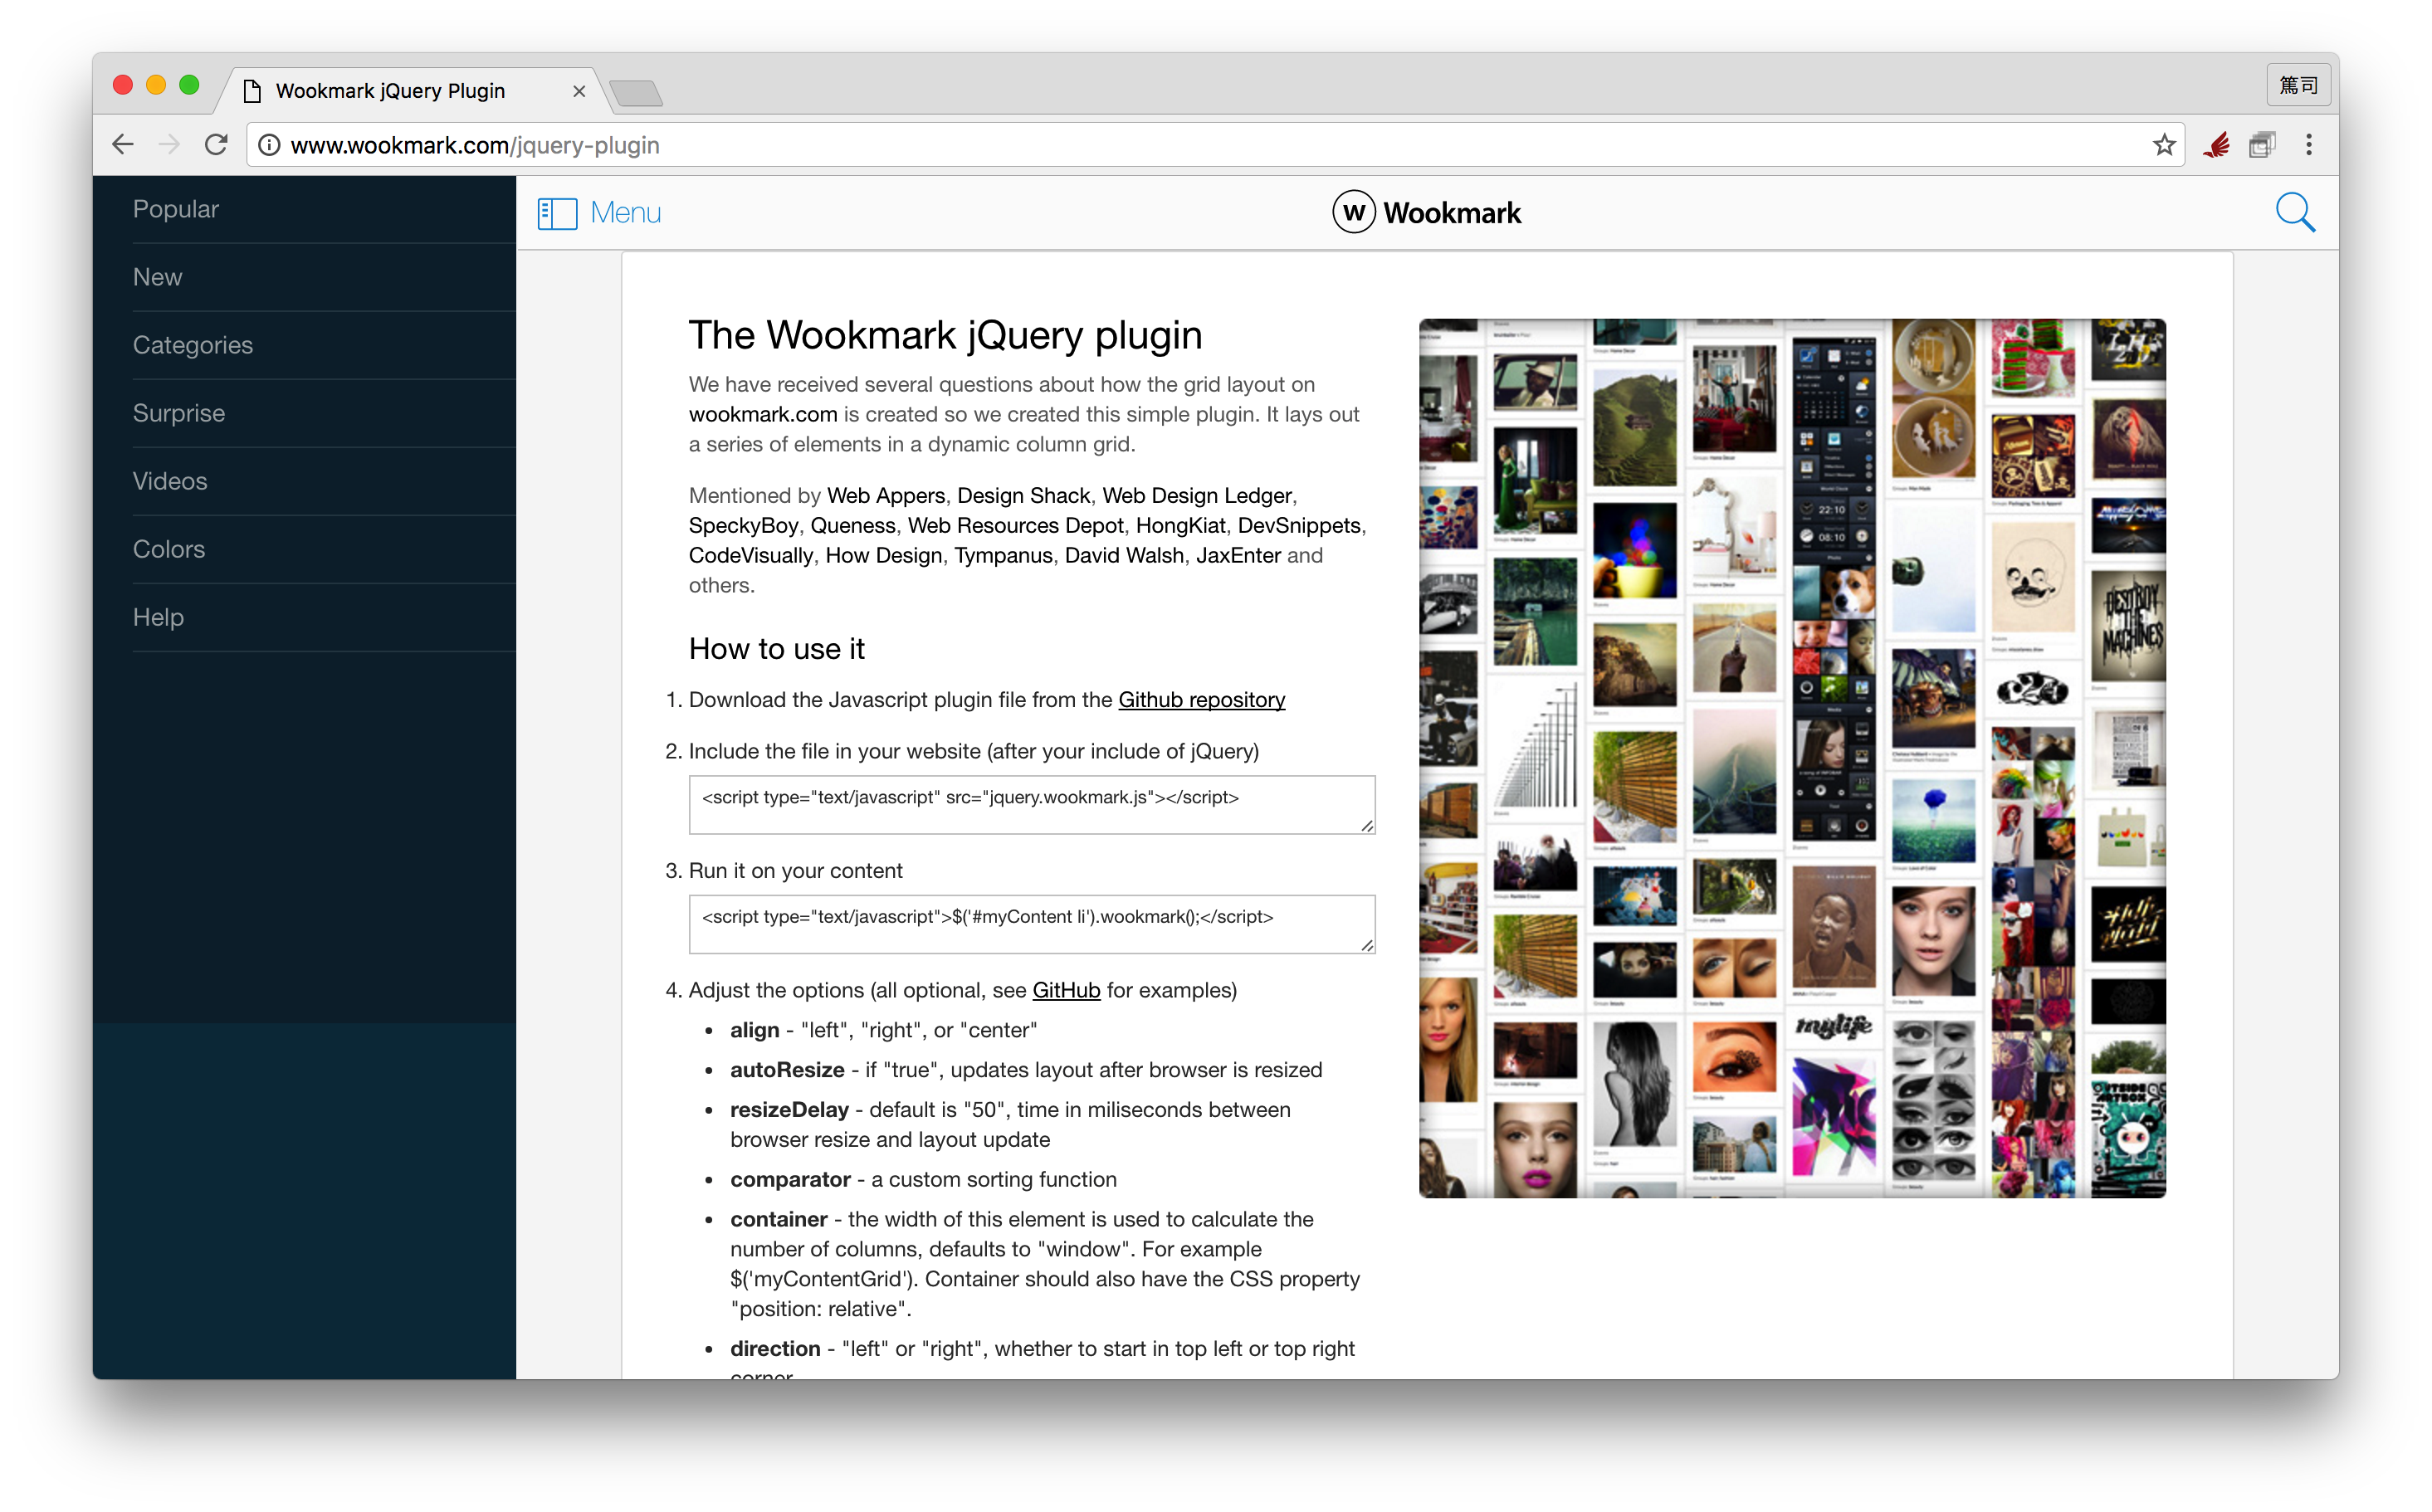 Wookmark jQuery Plugin
篤司
www.wookmark.com/jquery-plugin
Popular
New
Categories
Surprise
Videos
Colors
Help
Menu
W Wookmark
The Wookmark jQuery plugin
We have received several questions about how the grid layout on
wookmark.com is created so we created this simple plugin. It lays out
a series of elements in a dynamic column grid.
Mentioned by Web Appers, Design Shack, Web Design Ledger,
SpeckyBoy, Queness, Web Resources Depot, HongKiat, DevSnippets,
CodeVisually, How Design, Tympanus, David Walsh, JaxEnter and
others.
How to use it
1. Download the Javascript plugin file from the Github repository
2. Include the file in your website (after your include of jQuery)
<script type="text/javascript" src="jquery.wookmark.js"></script>
3. Run it on your content
<script type="text/javascript">$('#myContent li').wookmark();</script>
4. Adjust the options (all optional, see GitHub for examples)
• align - "left", "right", or "center"
• autoResize - if "true", updates layout after browser is resized
• resizeDelay - default is "50", time in miliseconds between
browser resize and layout update
• comparator - a custom sorting function
• container - the width of this element is used to calculate the
number of columns, defaults to "window". For example
$('myContentGrid'). Container should also have the CSS property
"position: relative".
• direction - "left" or "right", whether to start in top left or top right
corner
22:10
08:10
DESTROY
THE
MACHINES
mylife